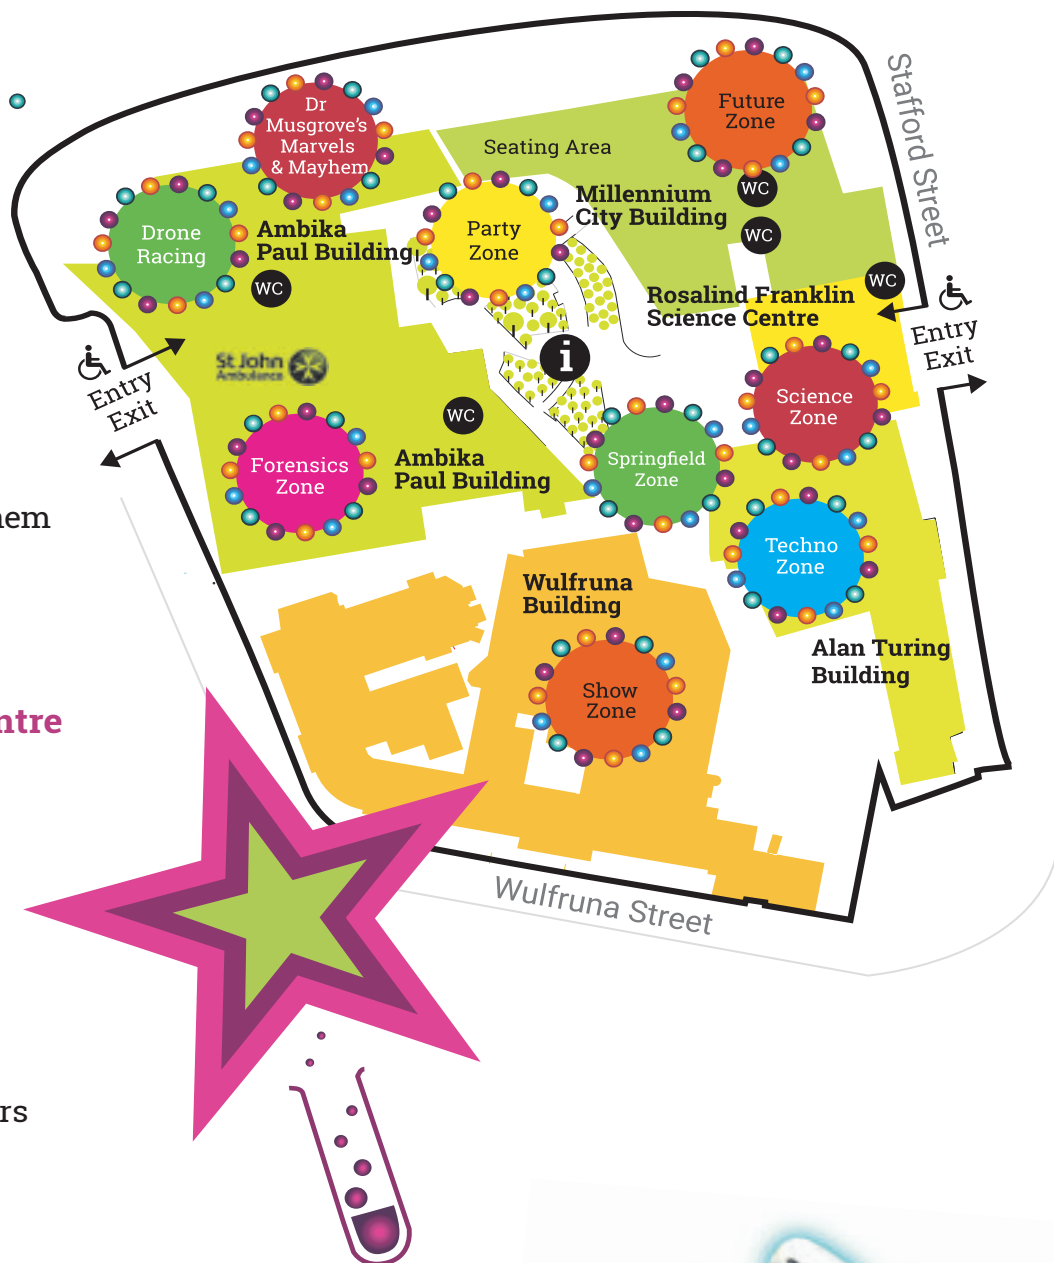 Stafford Street
Future
Zone
Dr
Musgrove's
Marvels
& Mayhem
Seating Area
WC
Millennium
City Building
Party
Zone
Drone
Racing
Ambika
Paul Building
WC
WC
WC
Rosalind Franklin
Science Centre
Entry
Exit
i
St John
Ambulance
Entry
Exit
Science
Zone
WC
Ambika
Paul Building
Springfield
Zone
Forensics
Zone
Techno
Zone
Wulfruna
Building
Alan Turing
Building
Show
Zone
Wulfruna Street
nem
ntre
rs